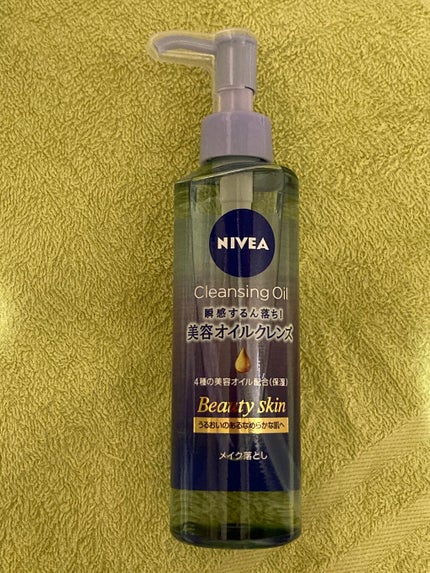 NIVEA
Cleansing Oil
瞬感するん落ち!
美容オイルクレンズ
4種の美容オイル配合(保湿)
Beauty skin
うるおいのあるなめらかな肌へ
メイク落とし